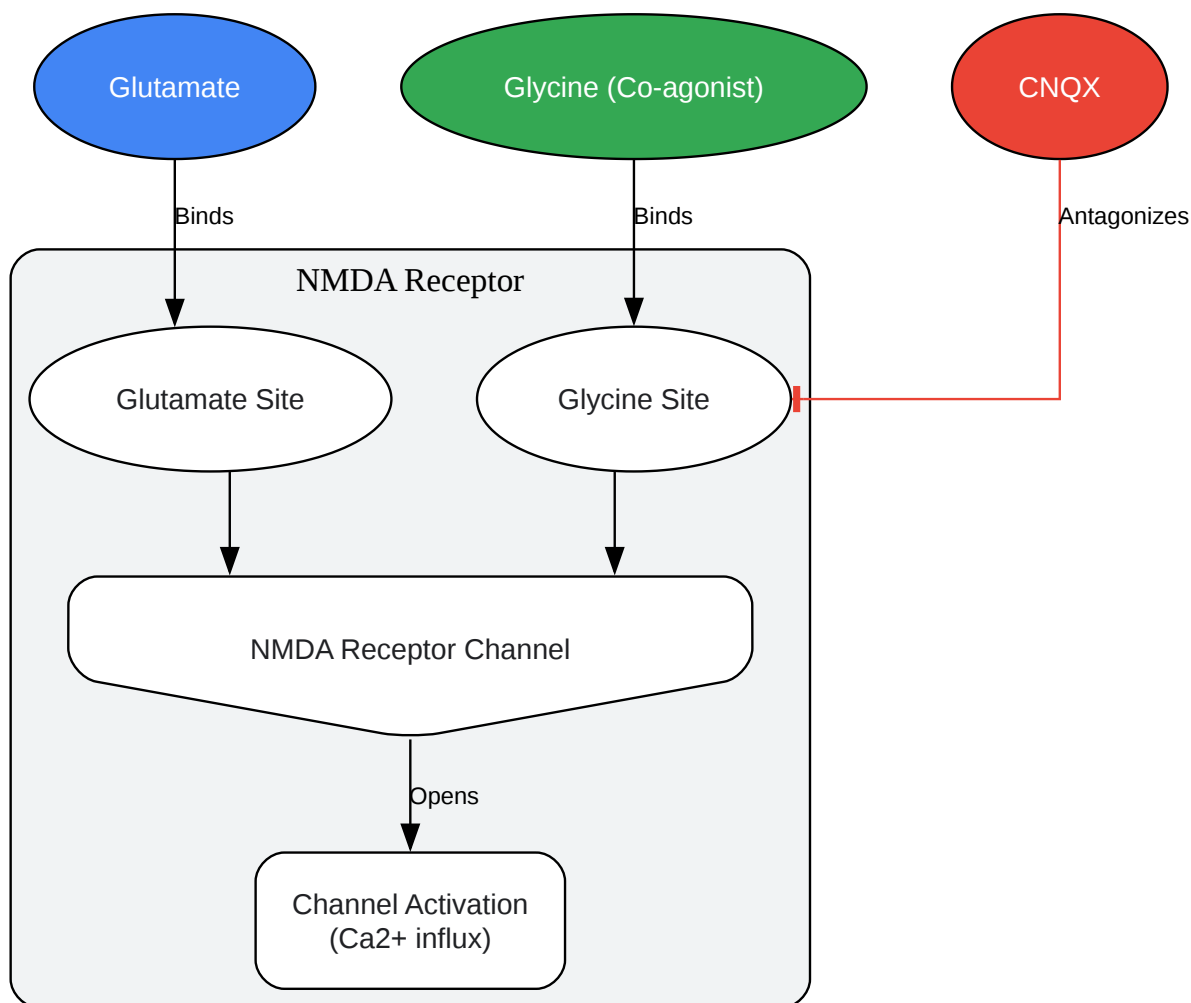 Glutamate
Glycine (Co-agonist)
CNQX
Binds
Binds
Antagonizes
NMDA Receptor
Glutamate Site
Glycine Site
NMDA Receptor Channel
Opens
Channel Activation
(Ca2+ influx)